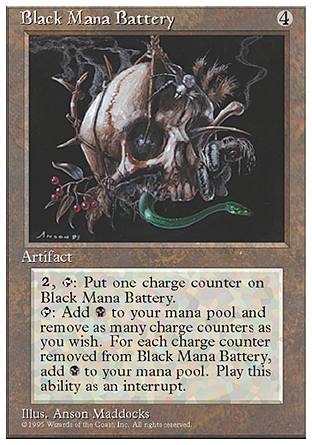 Black Mana Battery 4
ANSON 89
Artifact
2, : Put one charge counter on
Black Mana Battery.
: Add to your mana pool and
remove as many charge counters as
you wish. For each charge counter
removed from Black Mana Battery,
add to your mana pool. Play this
ability as an interrupt.
Illus. Anson Maddocks
©1995 Wizards of the Coast, Inc. All rights reserved.